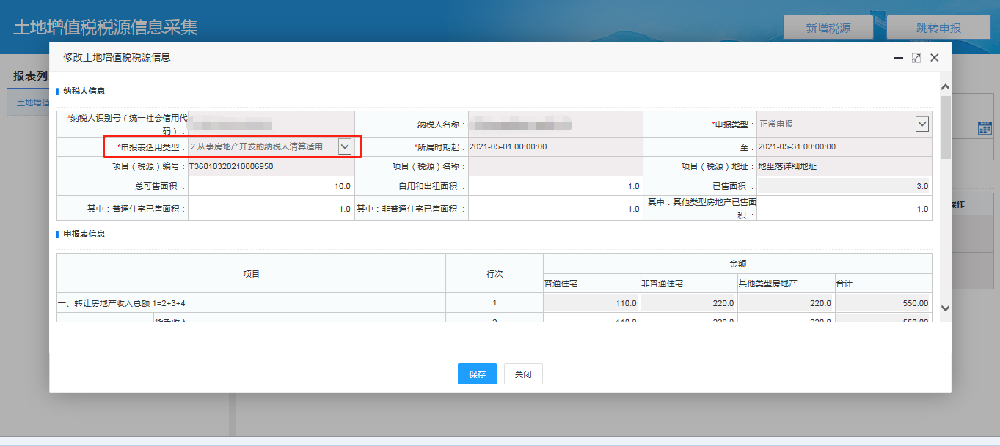 土地增值税税源信息采集
新增税源
跳转申报
修改土地增值税税源信息
报表列
土地增值
操作
纳税人信息
*纳税人识别号（统一社会信用代
码）：
纳税人名称：
*申报类型：
正常申报
*申报表适用类型：
2.从事房地产开发的纳税人清算适用
*所属时期起：
2021-05-01 00:00:00
至：
2021-05-31 00:00:00
项目（税源）编号：
T36010320210006950
项目（税源）名称：
项目（税源）地址：
地坐落详细地址
总可售面积 ：
10.0
自用和出租面积 ：
1.0
已售面积 ：
3.0
其中：普通住宅已售面积：
1.0
其中：非普通住宅已售面积 ：
1.0
其中：其他类型房地产已售面
积 ：
1.0
申报表信息
项目
行次
金额
普通住宅
非普通住宅
其他类型房地产
合计
一、转让房地产收入总额 1=2+3+4
1
110.0
220.0
220.0
550.00
货币收入
2
110.0
220.0
220.0
550.00
保存
关闭